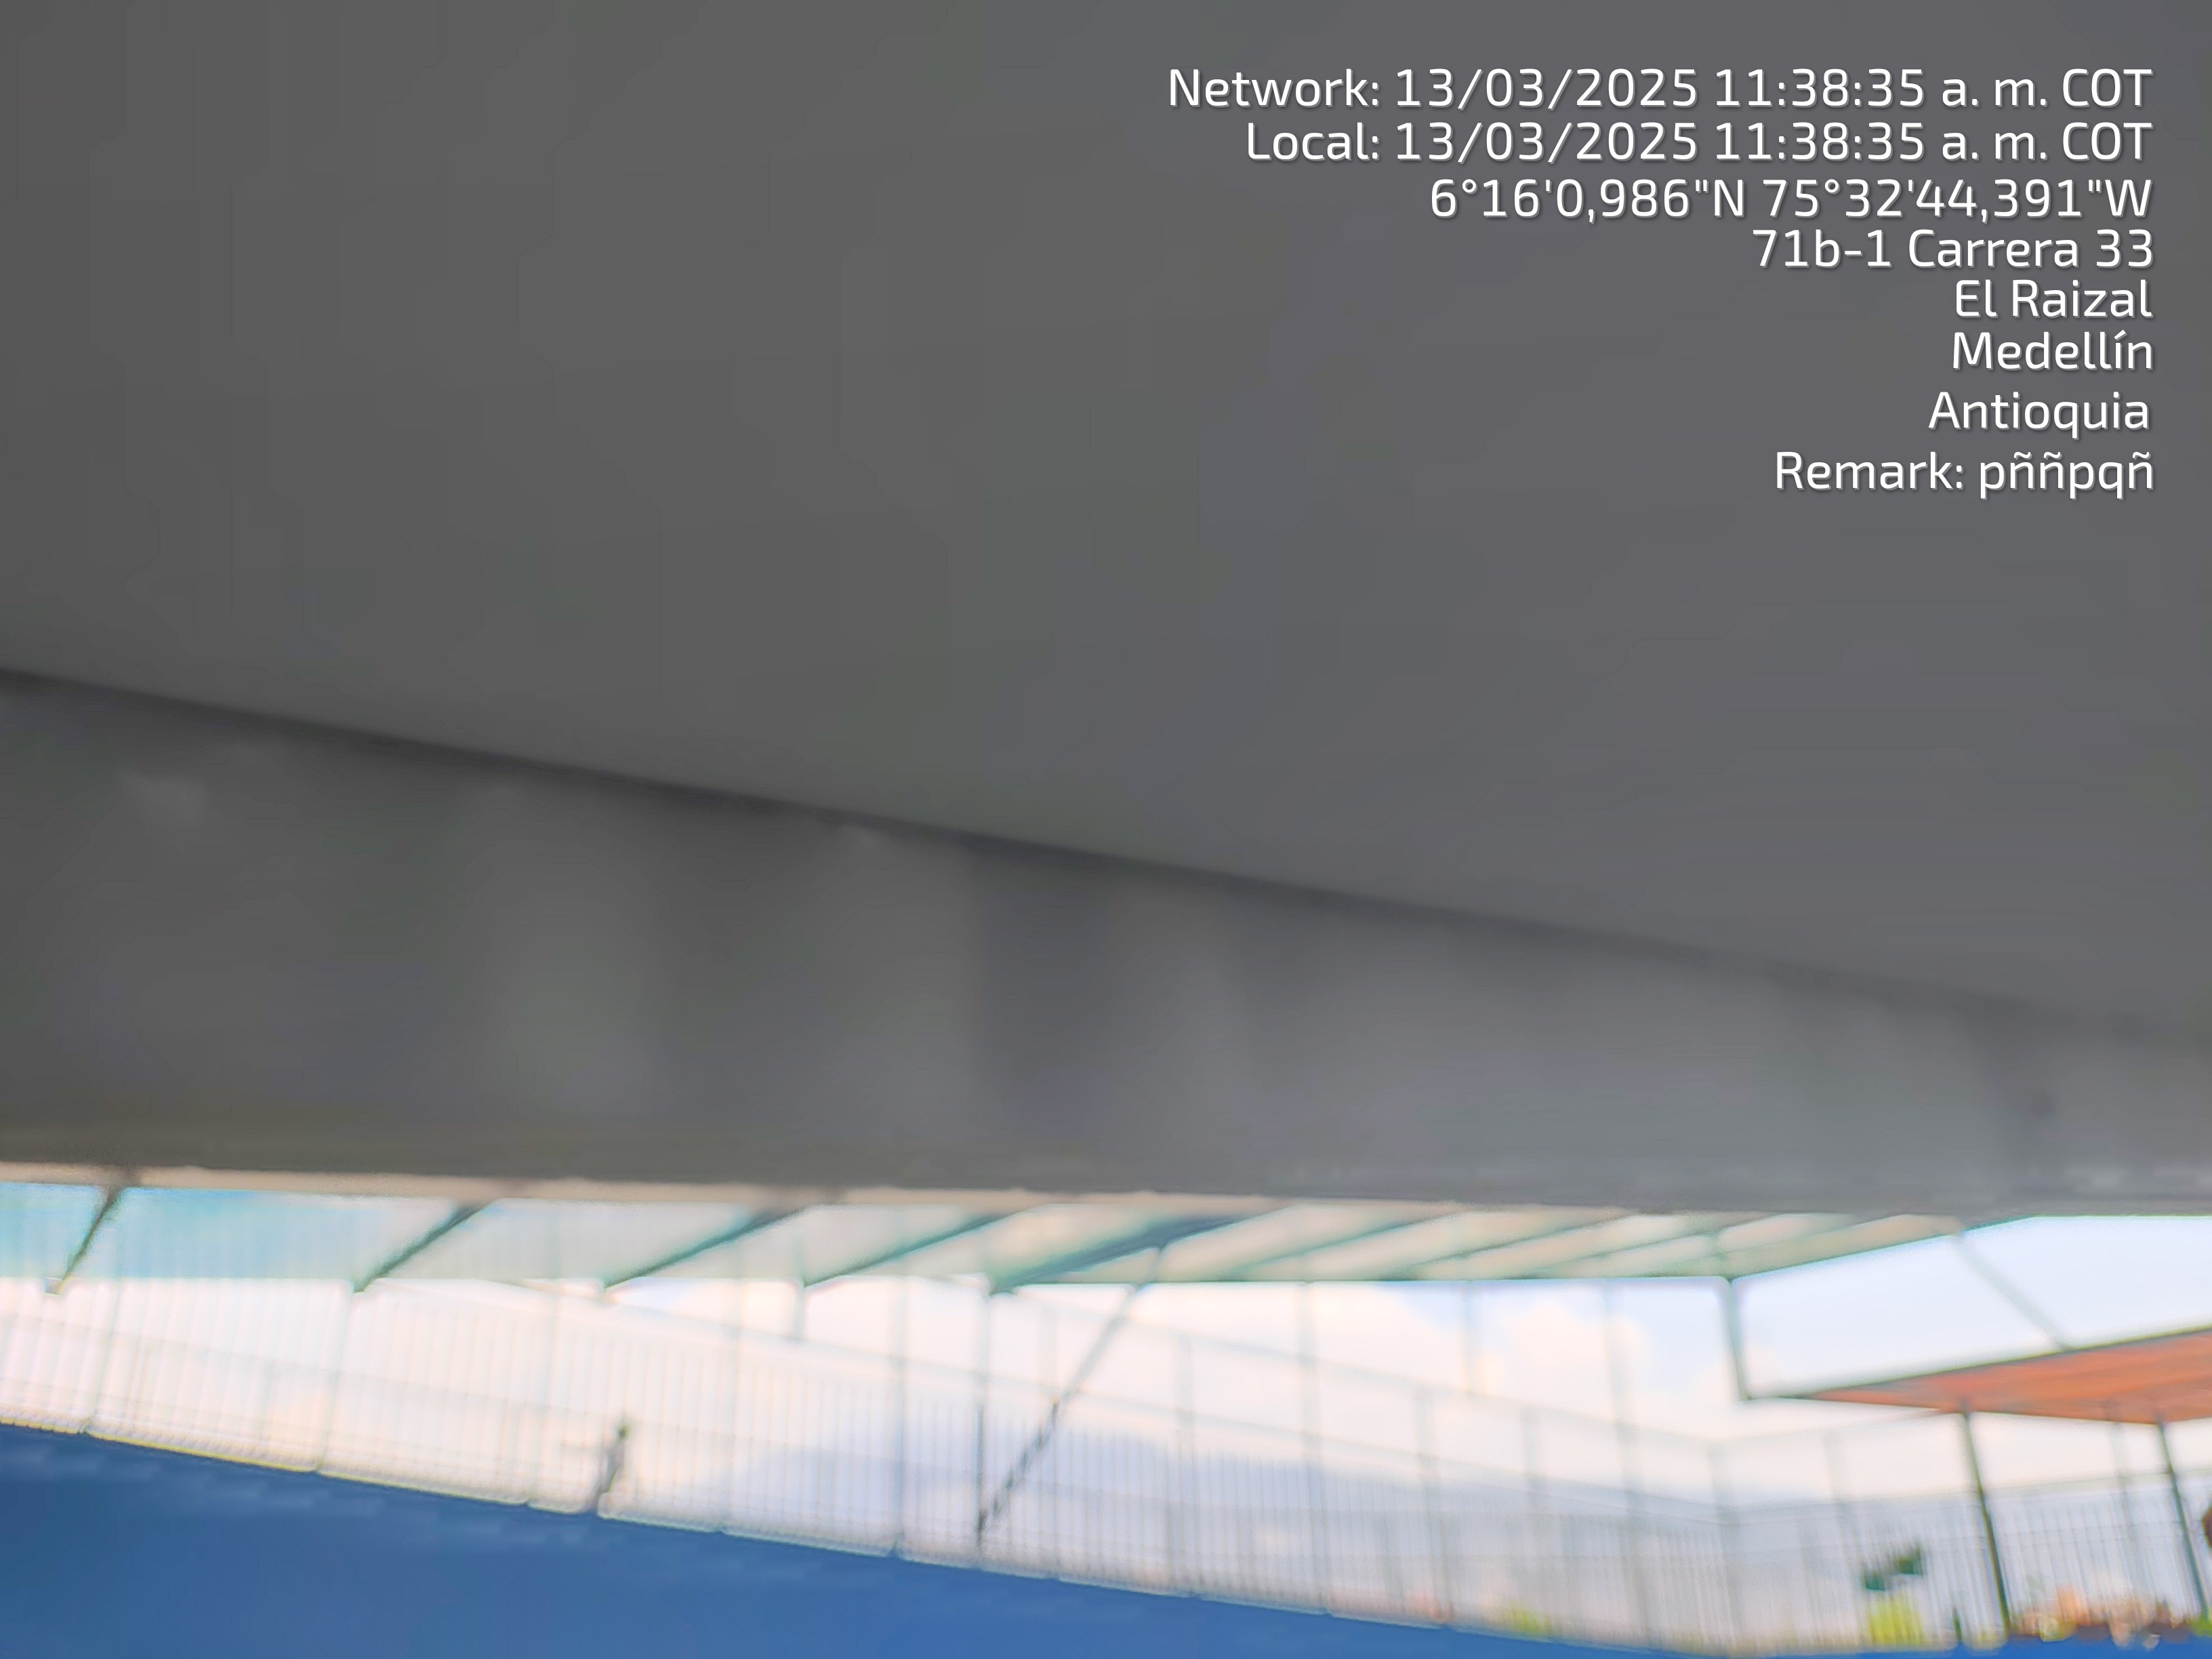 Network: 13/03/2025 11:38:35 a. m. COT
Local: 13/03/2025 11:38:35 a. m. COT
6°16'0,986"N 75°32'44,391"W
71b-1 Carrera 33
El Raizal
Medellín
Antioquia
Remark: pññpqñ